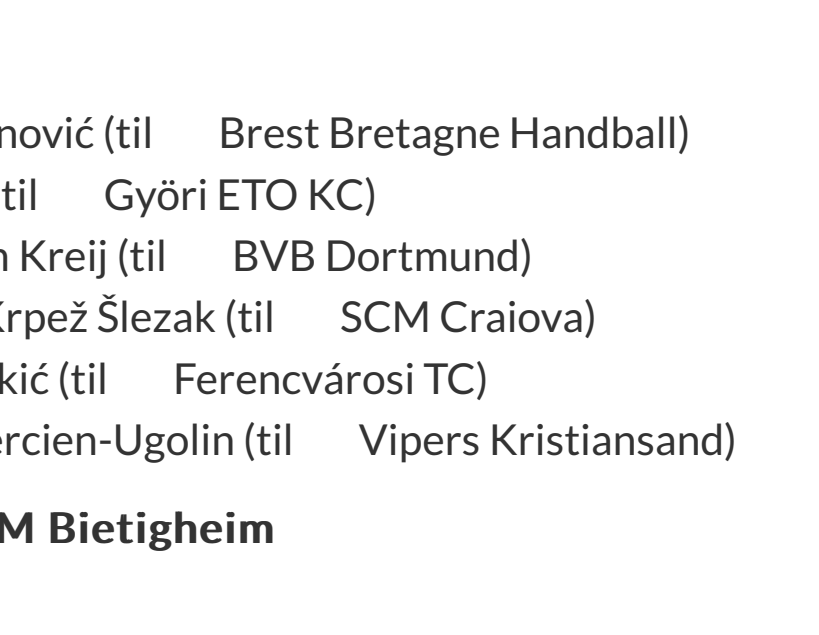 nović (til Brest Bretagne Handball)
til Györi ETO KC)
Kreij (til BVB Dortmund)
Krpež Šlezak (til SCM Craiova)
kić (til Ferencvárosi TC)
ercien-Ugolin (til Vipers Kristiansand)
M Bietigheim